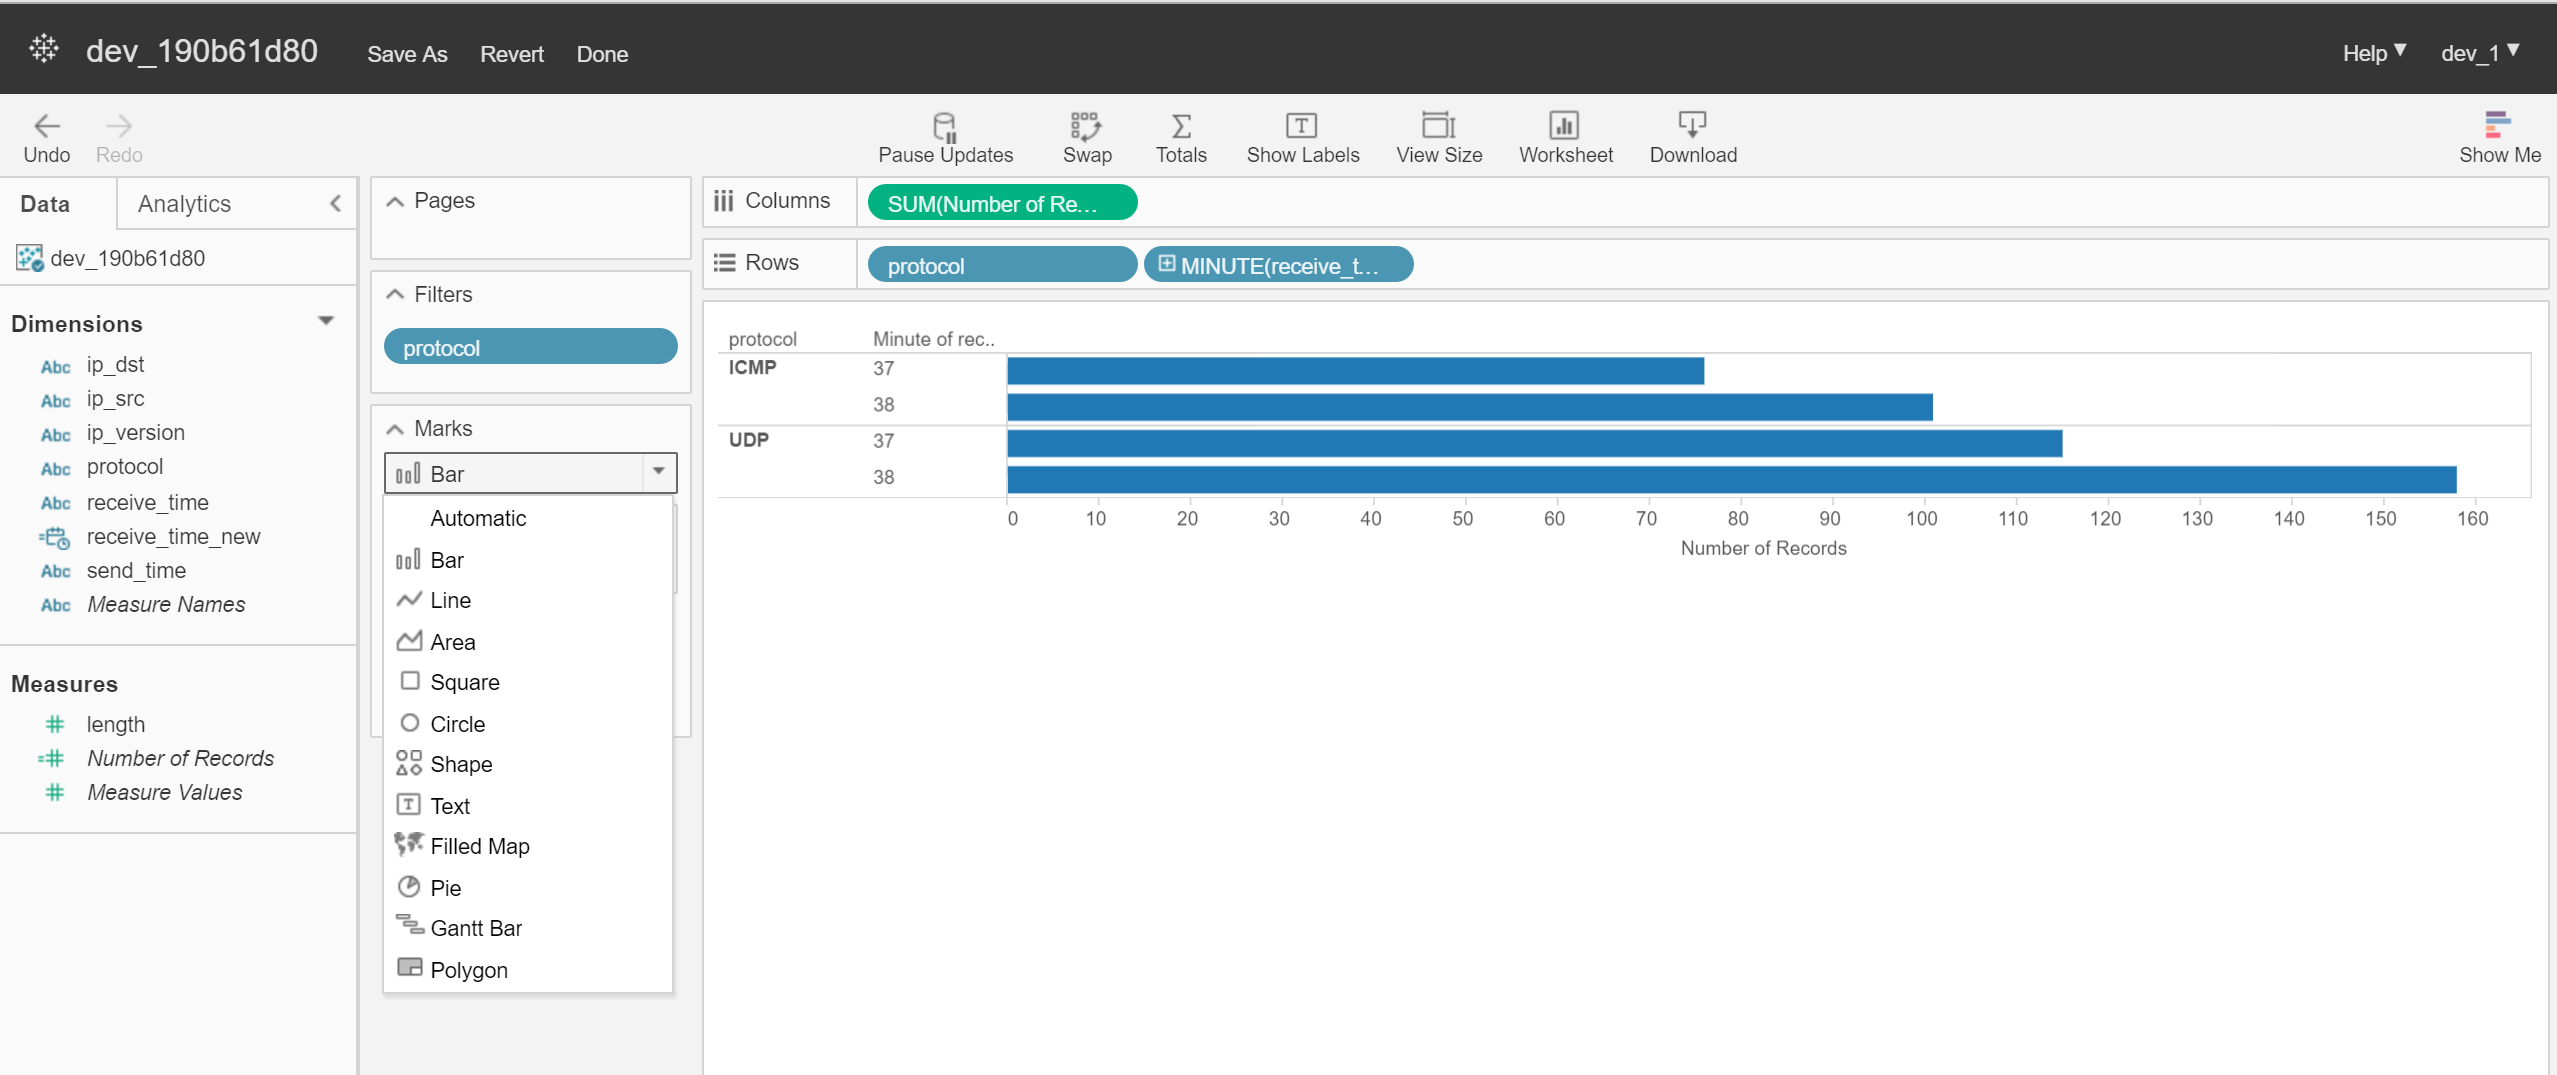 dev_190b61d80 Save As Revert Done Help dev_1
Undo Redo Pause Updates Swap Totals Show Labels View Size Worksheet Download Show Me
Data Analytics
dev_190b61d80
Dimensions
Abc ip_dst
Abc ip_src
Abc ip_version
Abc protocol
Abc receive_time
receive_time_new
Abc send_time
Abc Measure Names
Measures
# length
=# Number of Records
# Measure Values
Pages
Filters
protocol
Marks
Bar
Automatic
Bar
Line
Area
Square
Circle
Shape
Text
Filled Map
Pie
Gantt Bar
Polygon
Columns SUM(Number of Re...
Rows protocol MINUTE(receive_t...
protocol Minute of rec..
ICMP 37
38
UDP 37
38
0 10 20 30 40 50 60 70 80 90 100 110 120 130 140 150 160
Number of Records